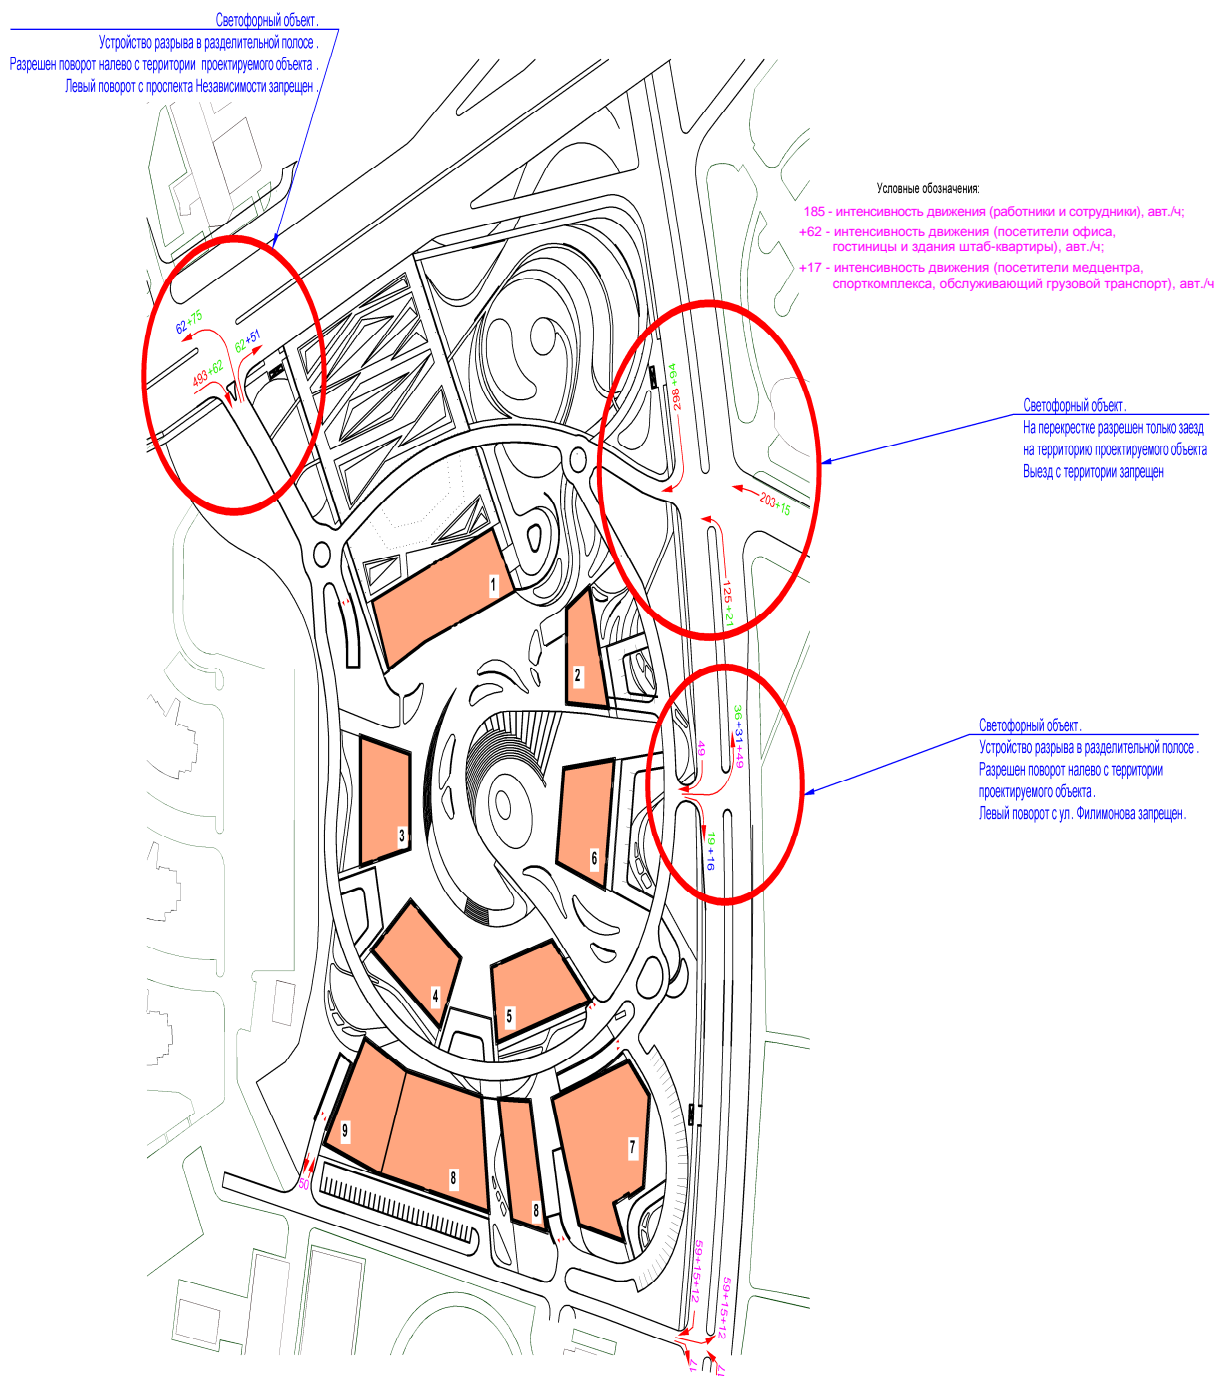 Светофорный объект.
Устройство разрыва в разделительной полосе.
Разрешен поворот налево с территории проектируемого объекта.
Левый поворот с проспекта Независимости запрещен.
Условные обозначения:
185 - интенсивность движения (работники и сотрудники), авт./ч;
+62 - интенсивность движения (посетители офиса,
гостиницы и здания штаб-квартиры), авт./ч;
+17 - интенсивность движения (посетители медцентра,
спорткомплекса, обслуживающий грузовой транспорт), авт./ч
62+75
62+51
493+62
298+94
Светофорный объект.
На перекрестке разрешен только заезд
на территорию проектируемого объекта
Выезд с территории запрещен
203+15
125+21
1
2
36+31+49
49
Светофорный объект.
Устройство разрыва в разделительной полосе.
Разрешен поворот налево с территории
проектируемого объекта.
Левый поворот с ул. Филимонова запрещен.
19+16
3
6
4
5
9
7
8
8
50
59+15+12
59+15+12
17
17